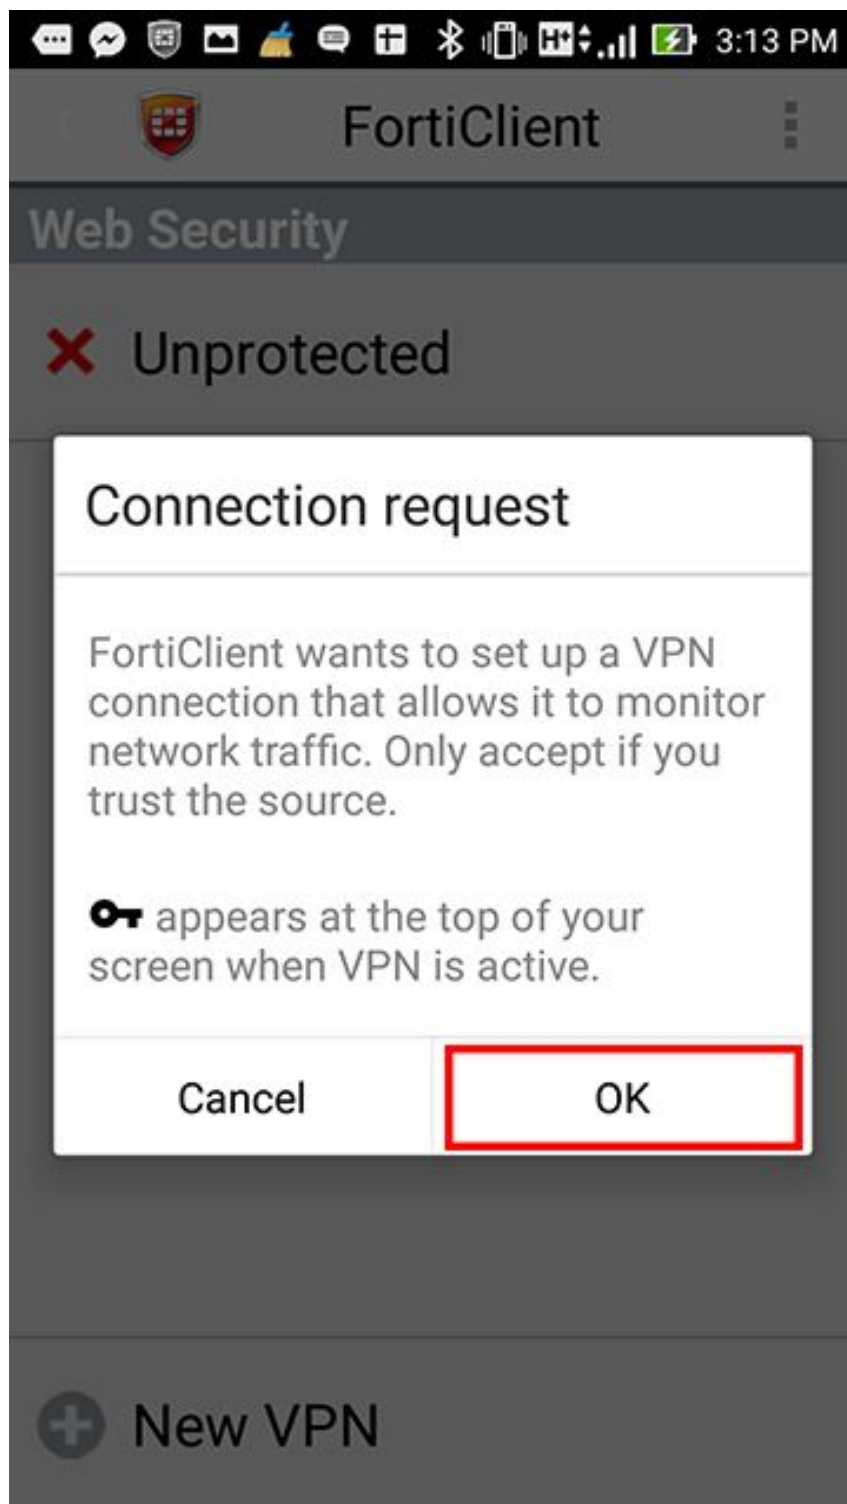 3:13 PM
FortiClient
Web Security
Unprotected
Connection request
FortiClient wants to set up a VPN
connection that allows it to monitor
network traffic. Only accept if you
trust the source.
appears at the top of your
screen when VPN is active.
Cancel
OK
New VPN